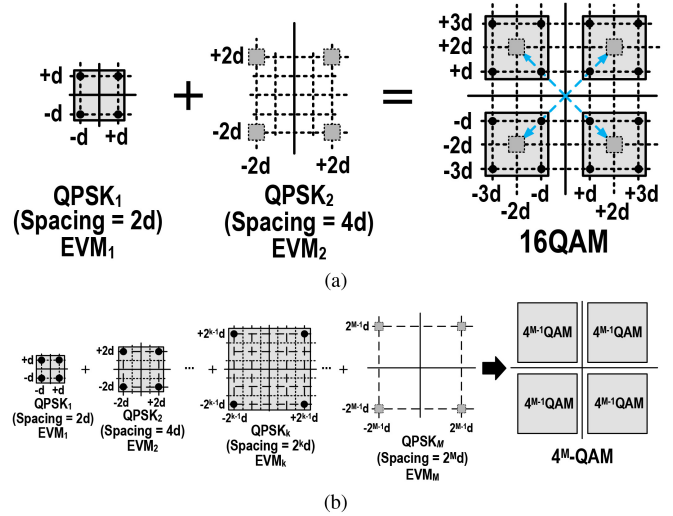 +d
-d
-d +d
QPSK₁
(Spacing = 2d)
EVM₁
+
+2d
-2d
-2d +2d
QPSK₂
(Spacing = 4d)
EVM₂
=
+3d
+2d
+d
-d
-2d
-3d
-3d -d +d +3d
-2d +2d
16QAM
(a)
+d
-d
-d +d
QPSK₁
(Spacing = 2d)
EVM₁
+
+2d
-2d
-2d +2d
QPSK₂
(Spacing = 4d)
EVM₂
... +
+2ᵏ⁻¹d
-2ᵏ⁻¹d
-2ᵏ⁻¹d +2ᵏ⁻¹d
QPSKₖ
(Spacing = 2ᵏd)
EVMₖ
... +
2ᴹ⁻¹d
-2ᴹ⁻¹d
-2ᴹ⁻¹d 2ᴹ⁻¹d
QPSK_M
(Spacing = 2ᴹd)
EVM_M
4ᴹ⁻¹QAM 4ᴹ⁻¹QAM
4ᴹ⁻¹QAM 4ᴹ⁻¹QAM
4ᴹ-QAM
(b)